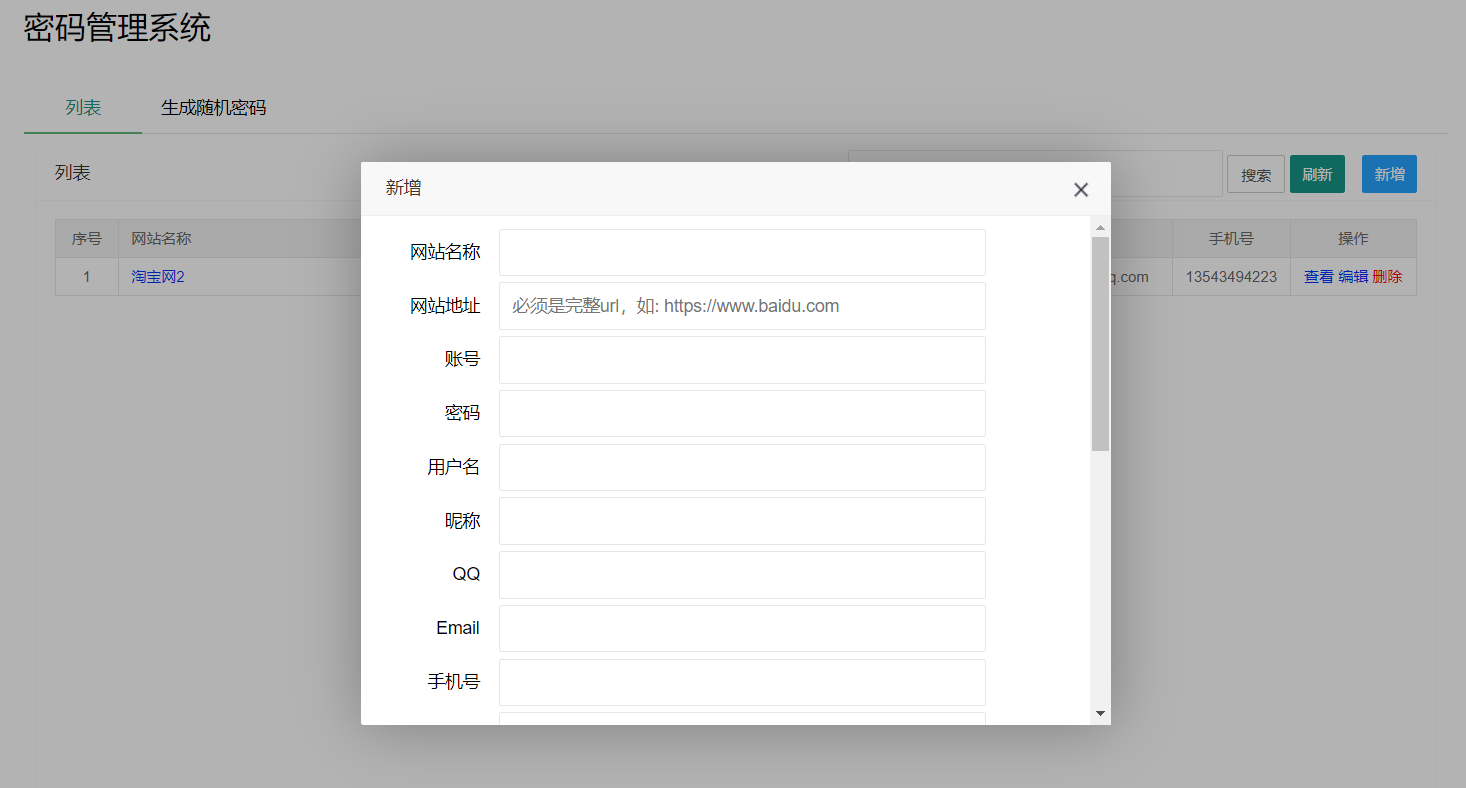 密码管理系统
列表 生成随机密码
列表 搜索 刷新 新增
序号 网站名称 手机号 操作
1 淘宝网2 q.com 13543494223 查看 编辑 删除
新增
网站名称
网站地址 必须是完整url，如: https://www.baidu.com
账号
密码
用户名
昵称
QQ
Email
手机号